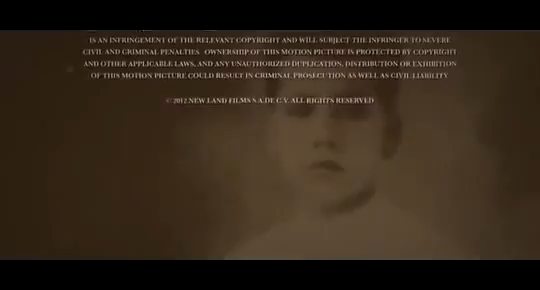 IS AN INFRINGEMENT OF THE RELEVANT COPYRIGHT AND WILL SUBJECT THE INFRINGER TO SEVERE
CIVIL AND CRIMINAL PENALTIES. OWNERSHIP OF THIS MOTION PICTURE IS PROTECTED BY COPYRIGHT
AND OTHER APPLICABLE LAWS, AND ANY UNAUTHORIZED DUPLICATION, DISTRIBUTION OR EXHIBITION
OF THIS MOTION PICTURE COULD RESULT IN CRIMINAL PROSECUTION AS WELL AS CIVIL LIABILITY
© 2012 NEW LAND FILMS S.A. DE C.V. ALL RIGHTS RESERVED